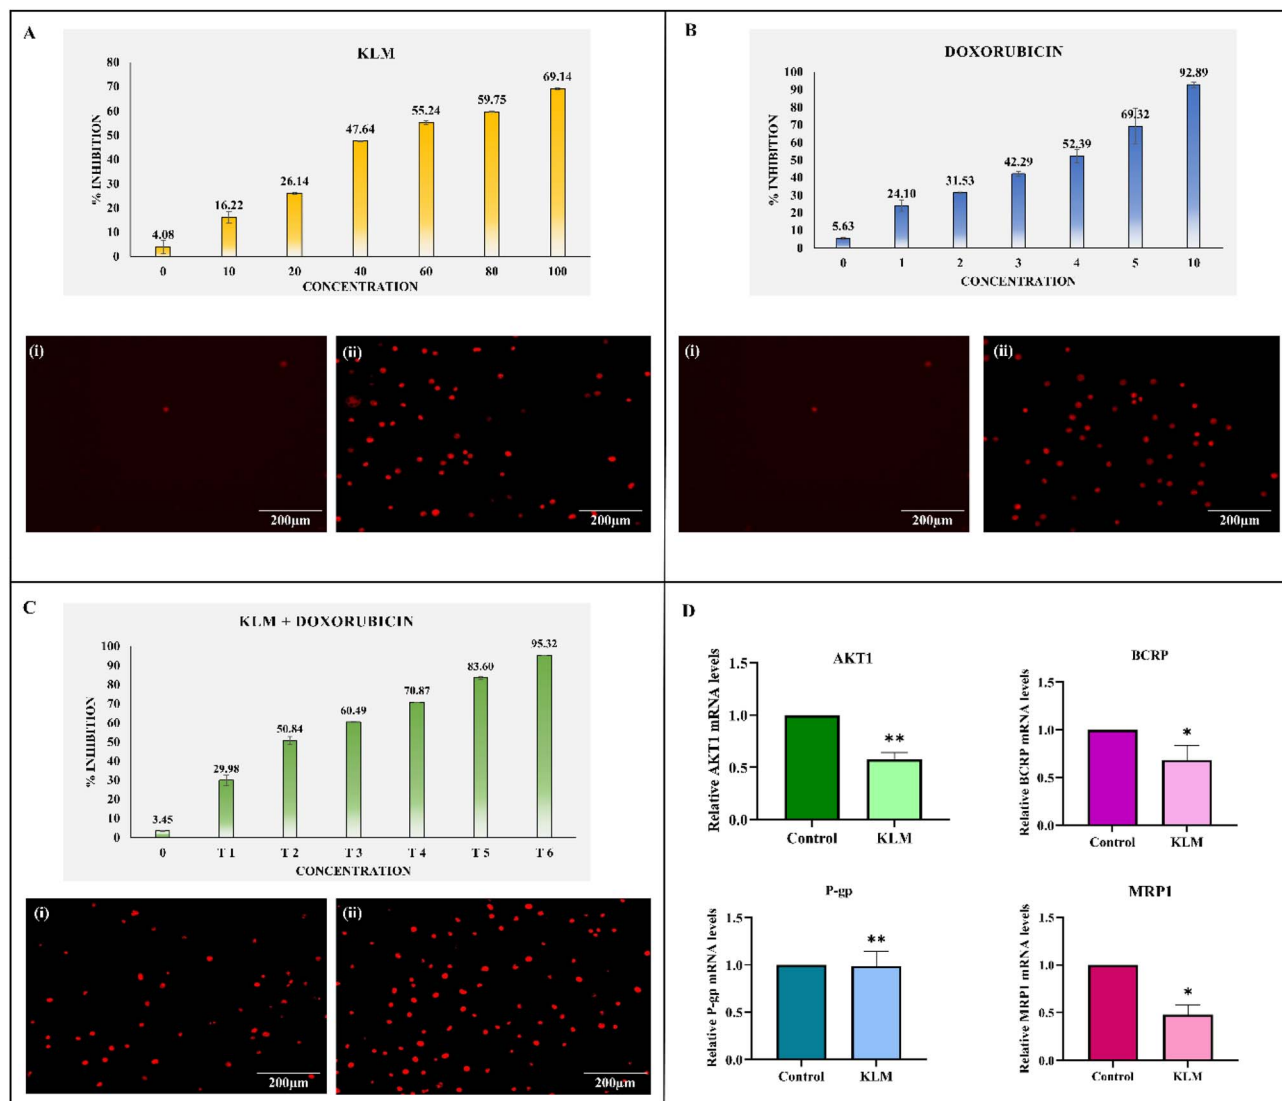 A
KLM
% INHIBITION
80
70
60
50
40
30
20
10
0
4.08
16.22
26.14
47.64
55.24
59.75
69.14
0 10 20 40 60 80 100
CONCENTRATION
(i)
200μm
(ii)
200μm
B
DOXORUBICIN
% INHIBITION
100
90
80
70
60
50
40
30
20
10
0
5.63
24.10
31.53
42.29
52.39
69.32
92.89
0 1 2 3 4 5 10
CONCENTRATION
(i)
200μm
(ii)
200μm
C
KLM + DOXORUBICIN
% INHIBITION
100
90
80
70
60
50
40
30
20
10
0
3.45
29.98
50.84
60.49
70.87
83.60
95.32
0 T 1 T 2 T 3 T 4 T 5 T 6
CONCENTRATION
(i)
200μm
(ii)
200μm
D
AKT1
Relative AKT1 mRNA levels
1.5
1.0
0.5
0.0
**
Control KLM
BCRP
Relative BCRP mRNA levels
1.5
1.0
0.5
0.0
*
Control KLM
P-gp
Relative P-gp mRNA levels
1.5
1.0
0.5
0.0
**
Control KLM
MRP1
Relative MRP1 mRNA levels
1.5
1.0
0.5
0.0
*
Control KLM